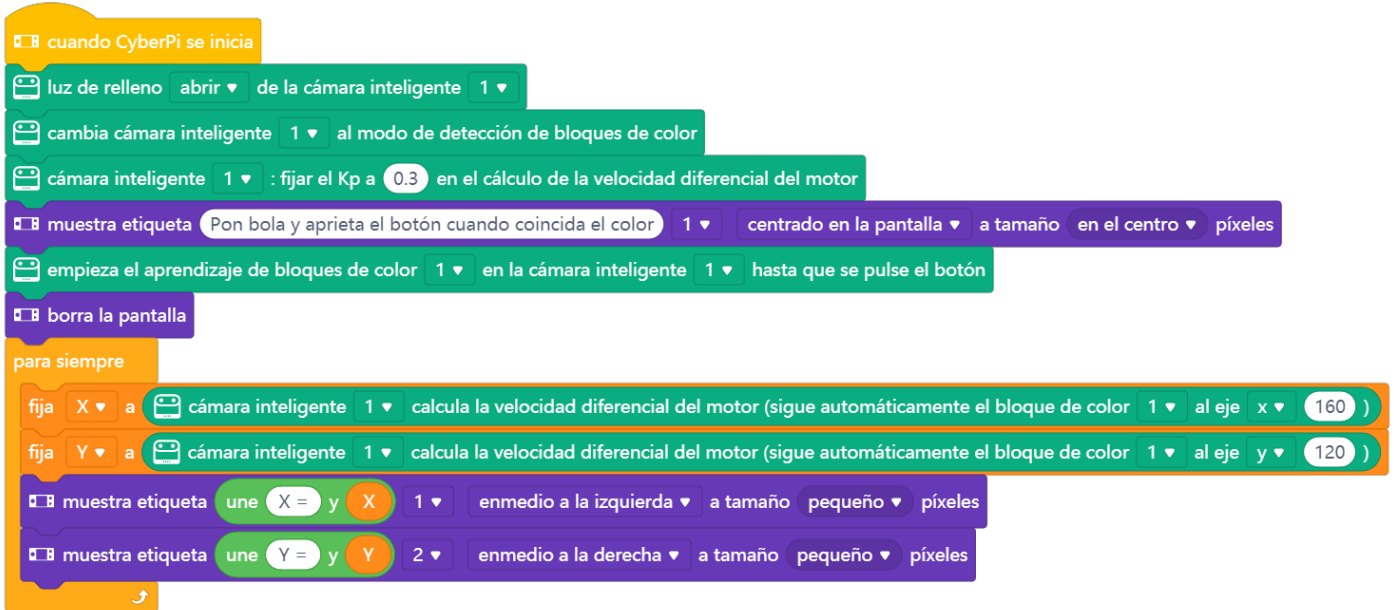 cuando CyberPi se inicia
luz de relleno abrir de la cámara inteligente 1
cambia cámara inteligente 1 al modo de detección de bloques de color
cámara inteligente 1 : fijar el Kp a 0.3 en el cálculo de la velocidad diferencial del motor
muestra etiqueta Pon bola y aprieta el botón cuando coincida el color 1 centrado en la pantalla a tamaño en el centro píxeles
empieza el aprendizaje de bloques de color 1 en la cámara inteligente 1 hasta que se pulse el botón
borra la pantalla
para siempre
fija X a cámara inteligente 1 calcula la velocidad diferencial del motor (sigue automáticamente el bloque de color 1 al eje x 160 )
fija Y a cámara inteligente 1 calcula la velocidad diferencial del motor (sigue automáticamente el bloque de color 1 al eje y 120 )
muestra etiqueta une X = y X 1 enmedio a la izquierda a tamaño pequeño píxeles
muestra etiqueta une Y = y Y 2 enmedio a la derecha a tamaño pequeño píxeles